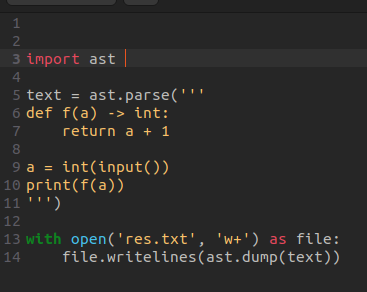 1
2
3 import ast
4
5 text = ast.parse('''
6 def f(a) -> int:
7     return a + 1
8
9 a = int(input())
10 print(f(a))
11 ''')
12
13 with open('res.txt', 'w+') as file:
14     file.writelines(ast.dump(text))